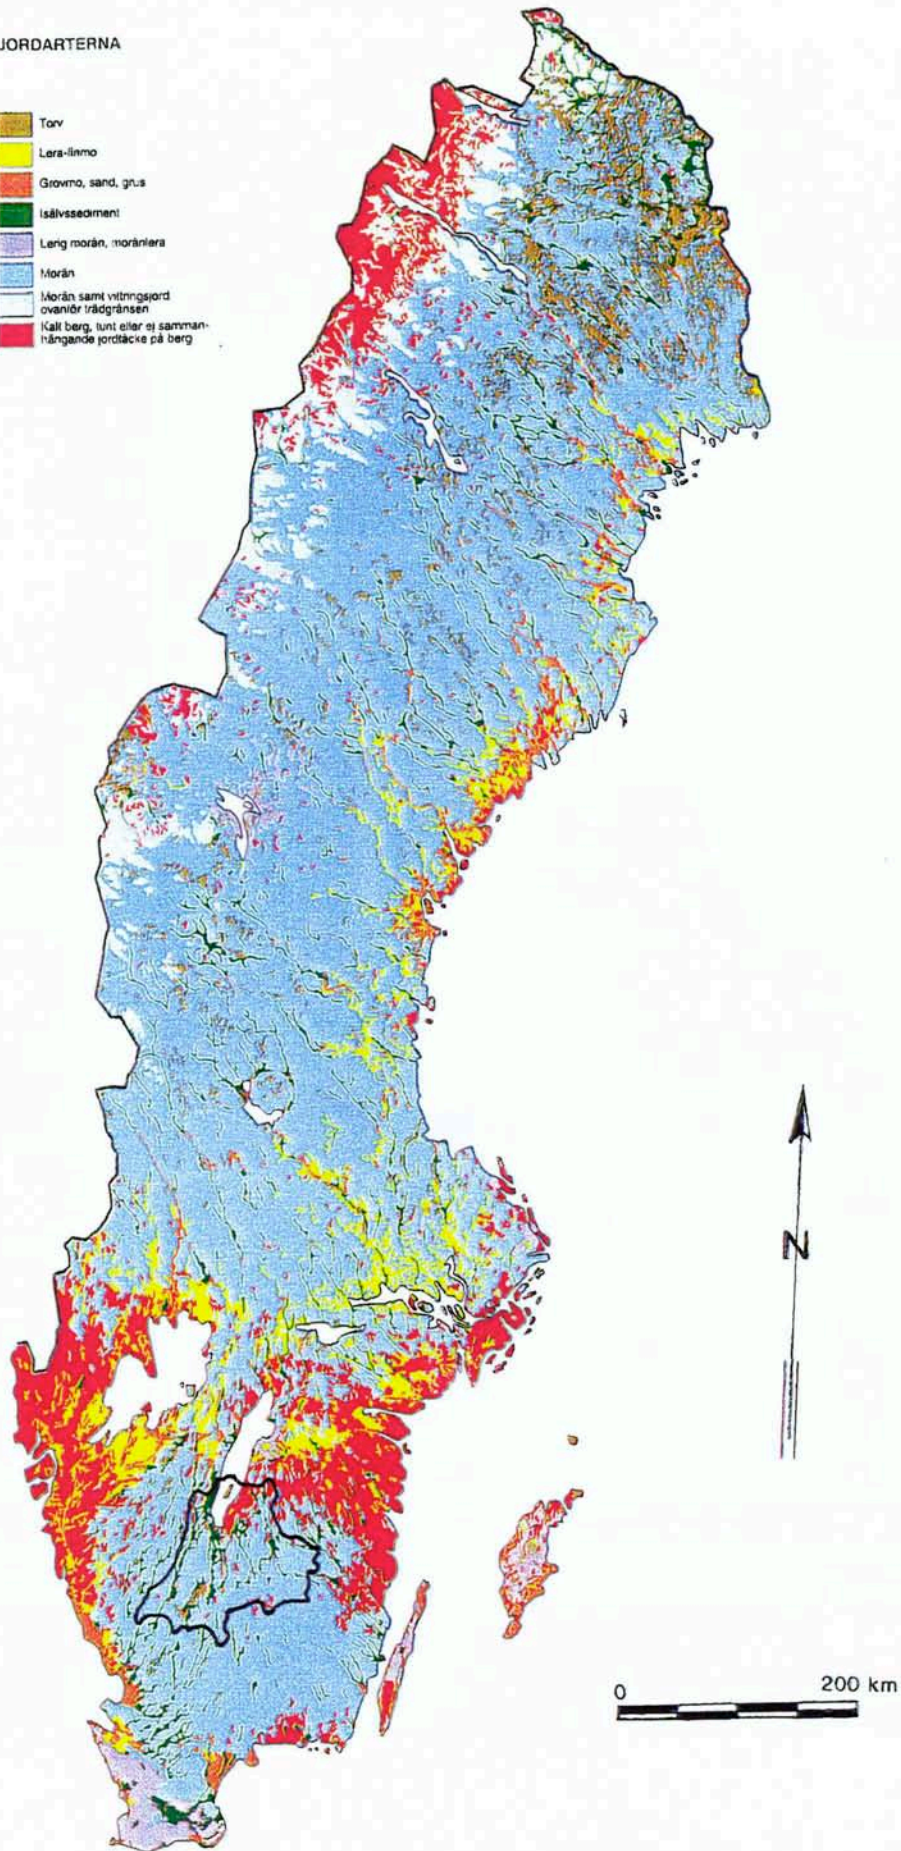 JORDARTERNA
Torv
Lera-finmo
Grovmo, sand, grus
Isälvssediment
Lerig morän, moränlera
Morän
Morän samt vittringsjord
ovanför trädgränsen
Kalt berg, tunt eller ej samman-
hängande jordtäcke på berg
N
0 200 km